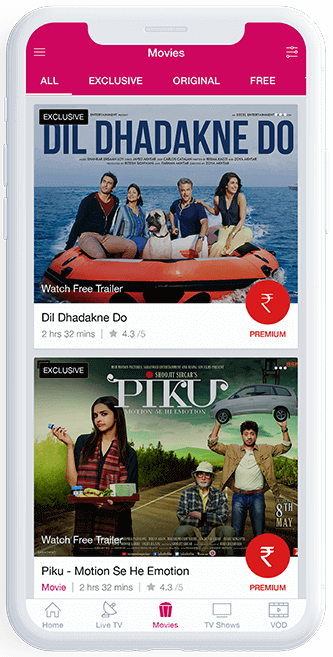 Movies
ALL EXCLUSIVE ORIGINAL FREE
EXCLUSIVE
DIL DHADAKNE DO
Watch Free Trailer
Dil Dhadakne Do
₹
2 hrs 32 mins | ★ 4.3 /5
PREMIUM
EXCLUSIVE
SHOOJIT SIRCAR'S
PIKU
MOTION SE HE EMOTION
8TH
MAY
Watch Free Trailer
₹
Piku - Motion Se He Emotion
Movie | 2 hrs 32 mins | ★ 4.3 /5
PREMIUM
Home Live TV Movies TV Shows VOD